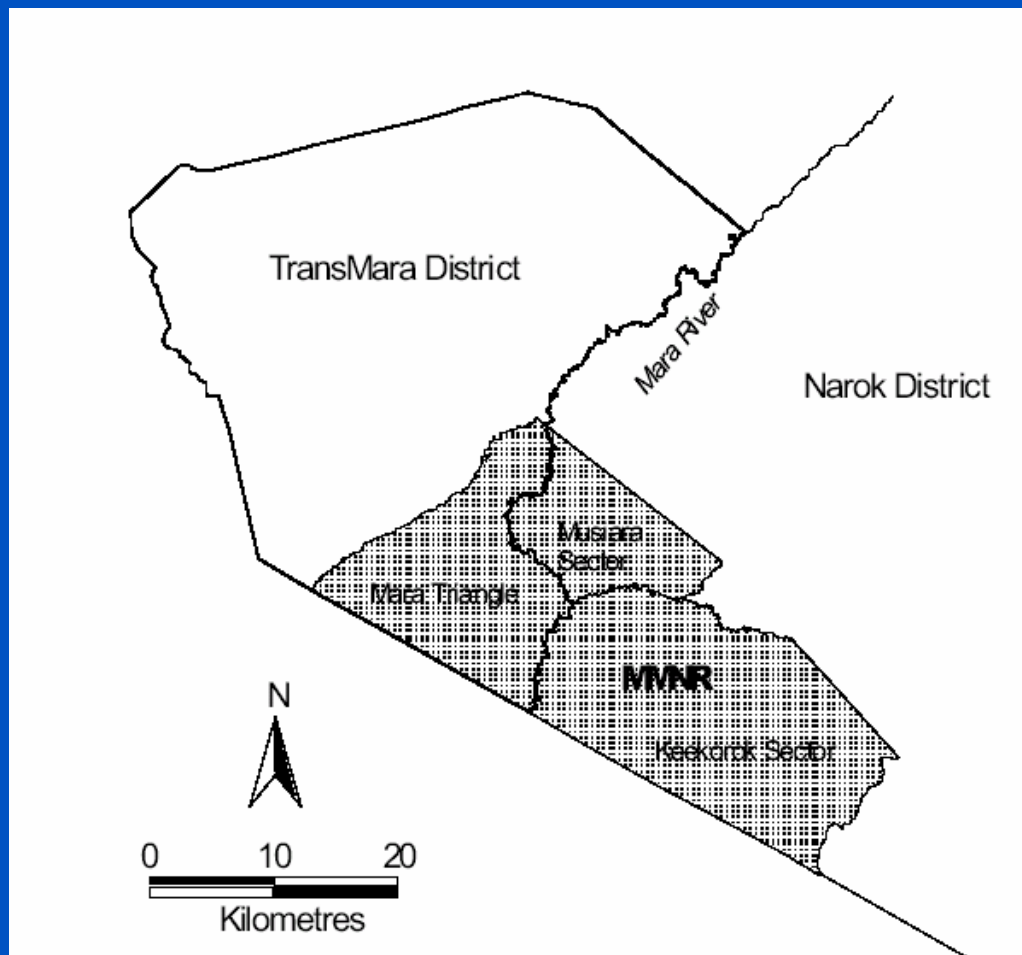 TransMara District
Mara River
Narok District
Musiara
Sector
Mara Triangle
MMNR
Keekorok Sector
N
0 10 20
Kilometres